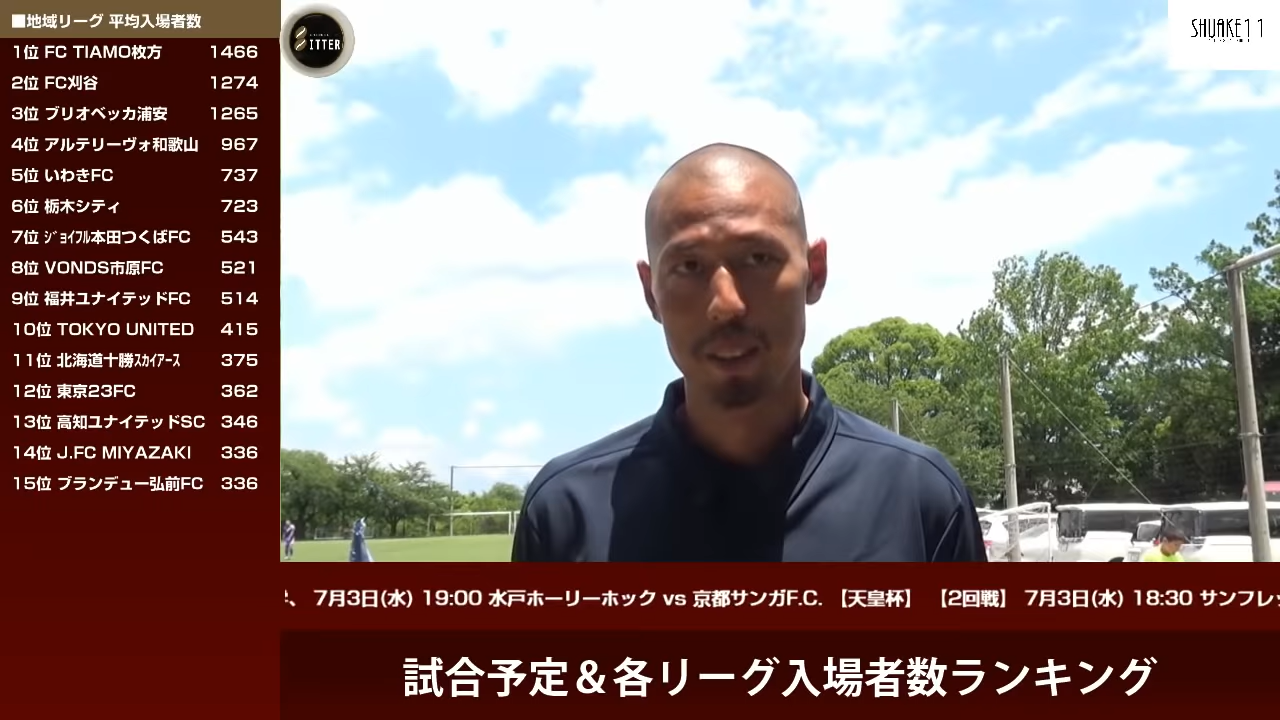 ■地域リーグ 平均入場者数
1位 FC TIAMO枚方 1466
2位 FC刈谷 1274
3位 ブリオベッカ浦安 1265
4位 アルテリーヴォ和歌山 967
5位 いわきFC 737
6位 栃木シティ 723
7位 ｼﾞｮｲﾌﾙ本田つくばFC 543
8位 VONDS市原FC 521
9位 福井ユナイテッドFC 514
10位 TOKYO UNITED 415
11位 北海道十勝ｽｶｲｱｰｽ 375
12位 東京23FC 362
13位 高知ユナイテッドSC 346
14位 J.FC MIYAZAKI 336
15位 ブランデュー弘前FC 336
ITTER
SHUAKE11
、 7月3日(水) 19:00 水戸ホーリーホック vs 京都サンガF.C. 【天皇杯】 【2回戦】 7月3日(水) 18:30 サンフレッ
試合予定＆各リーグ入場者数ランキング